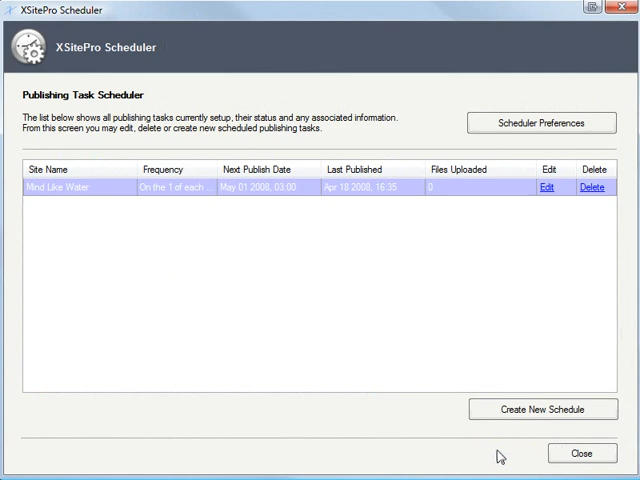 XSitePro Scheduler
XSitePro Scheduler
Publishing Task Scheduler
The list below shows all publishing tasks currently setup, their status and any associated information.
From this screen you may edit, delete or create new scheduled publishing tasks.
Scheduler Preferences
Site Name Frequency Next Publish Date Last Published Files Uploaded Edit Delete
Mind Like Water On the 1 of each ... May 01 2008, 03:00 Apr 18 2008, 16:35 0 Edit Delete
Create New Schedule
Close